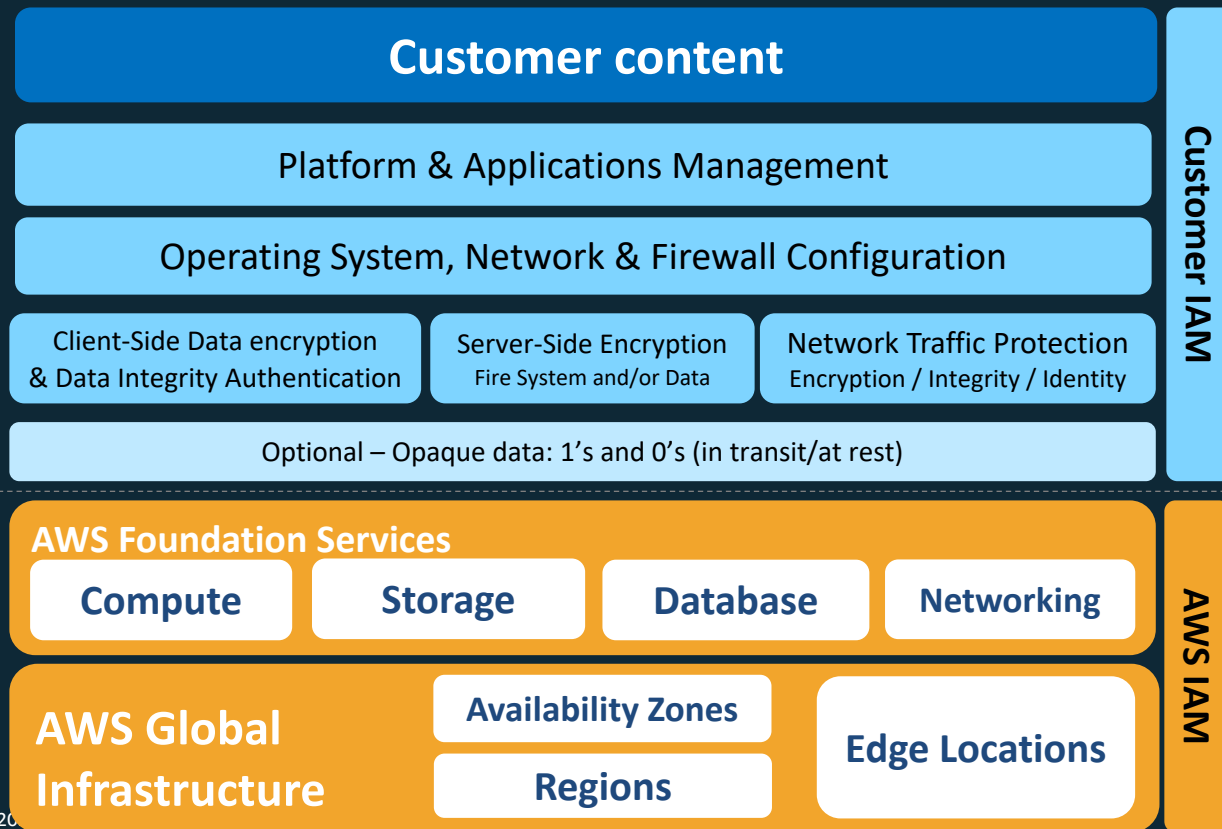 Customer content
Platform & Applications Management
Operating System, Network & Firewall Configuration
Client-Side Data encryption
& Data Integrity Authentication
Server-Side Encryption
Fire System and/or Data
Network Traffic Protection
Encryption / Integrity / Identity
Optional – Opaque data: 1’s and 0’s (in transit/at rest)
Customer IAM
AWS Foundation Services
Compute
Storage
Database
Networking
AWS Global
Infrastructure
Availability Zones
Regions
Edge Locations
AWS IAM
20